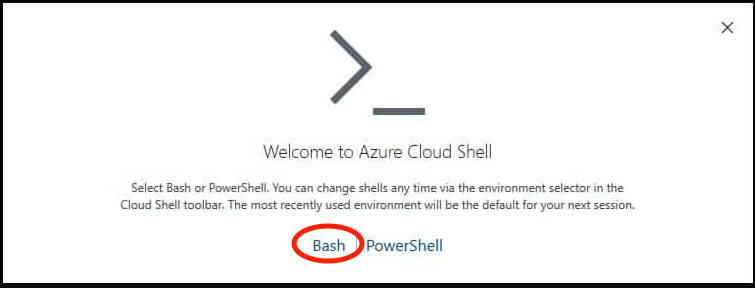 Welcome to Azure Cloud Shell
Select Bash or PowerShell. You can change shells any time via the environment selector in the
Cloud Shell toolbar. The most recently used environment will be the default for your next session.
Bash PowerShell